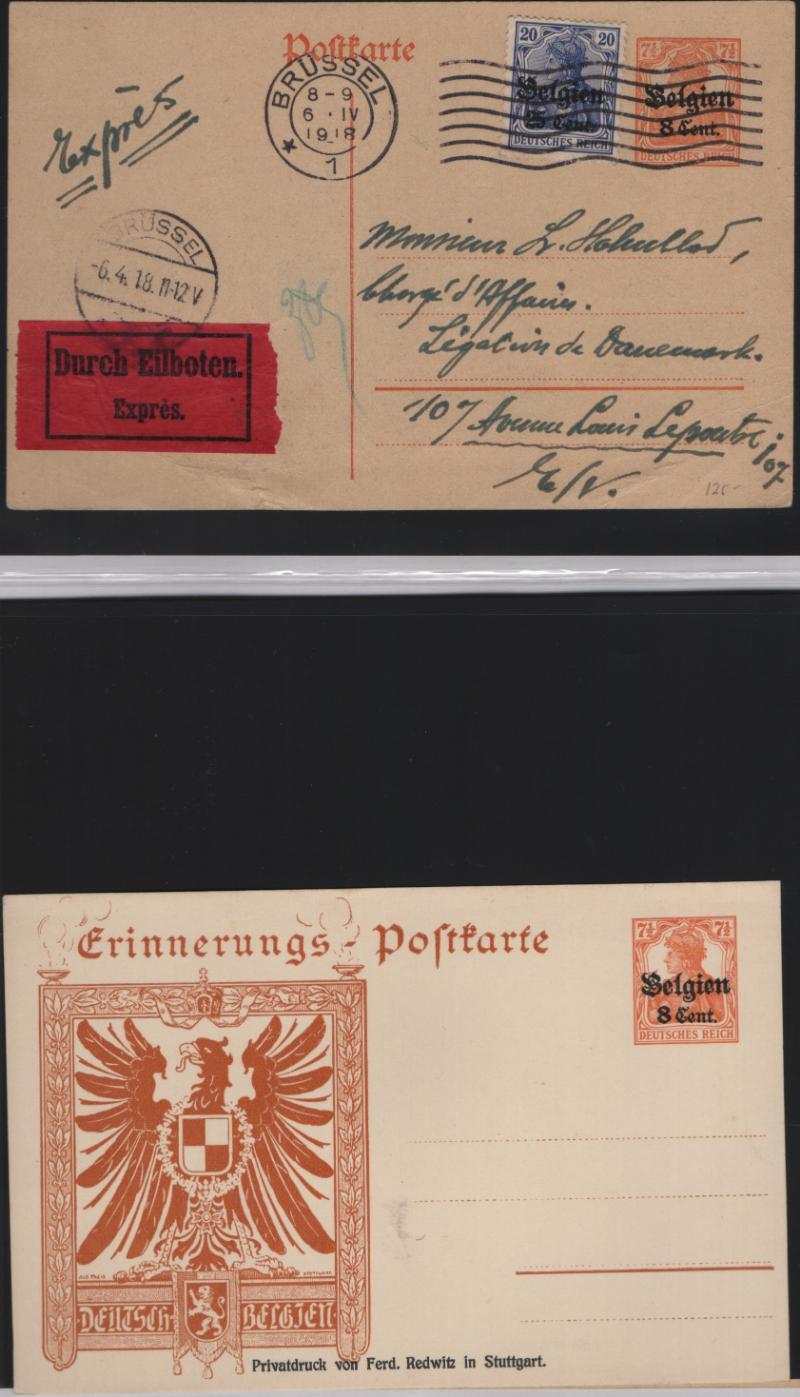 Postkarte
Exprès
BRÜSSEL
8-9
6 . IV
1918
1
20 20
Belgien
25 Cent.
DEUTSCHES REICH
7½ 7½
Belgien
8 Cent.
DEUTSCHES REICH
BRÜSSEL
-6.4.18.11-12V
Durch Eilboten.
Exprès.
Monsieur L.
Chargé d'Affaires.
Légation de Danemark.
107 Avenue Louis Lepoutre
107
E/V.
120-
Erinnerungs-Postkarte
7½ 7½
Belgien
8 Cent.
DEUTSCHES REICH
DEUTSCH- BELGIEN
Privatdruck von Ferd. Redwitz in Stuttgart.